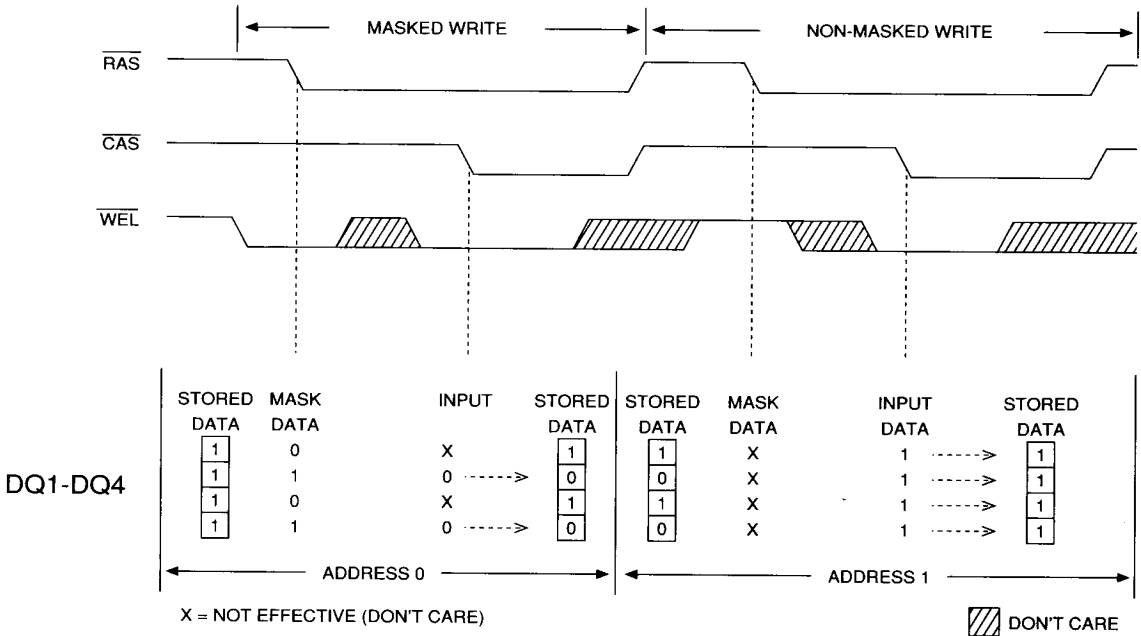 MASKED WRITE NON-MASKED WRITE
RAS
CAS
WEL
STORED MASK INPUT STORED STORED MASK INPUT STORED
DATA DATA DATA DATA DATA DATA DATA
1 0 X 1 1 X 1 1
1 1 0 0 0 X 1 1
DQ1-DQ4
1 0 X 1 1 X 1 1
1 1 0 0 0 X 1 1
ADDRESS 0 ADDRESS 1
X = NOT EFFECTIVE (DON'T CARE) DON'T CARE